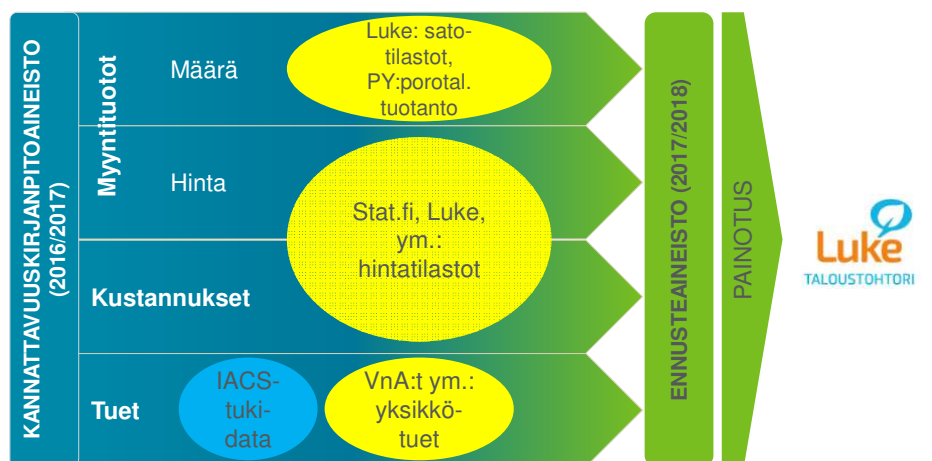 KANNATTAVUUSKIRJANPITOAINEISTO
(2016/2017)
Myyntituotot
Määrä
Luke: sato-
tilastot,
PY:porotal.
tuotanto
Hinta
Stat.fi, Luke,
ym.:
hintatilastot
Kustannukset
Tuet
IACS-
tuki-
data
VnA:t ym.:
yksikkö-
tuet
ENNUSTEAINEISTO (2017/2018)
PAINOTUS
Luke
TALOUSTOHTORI